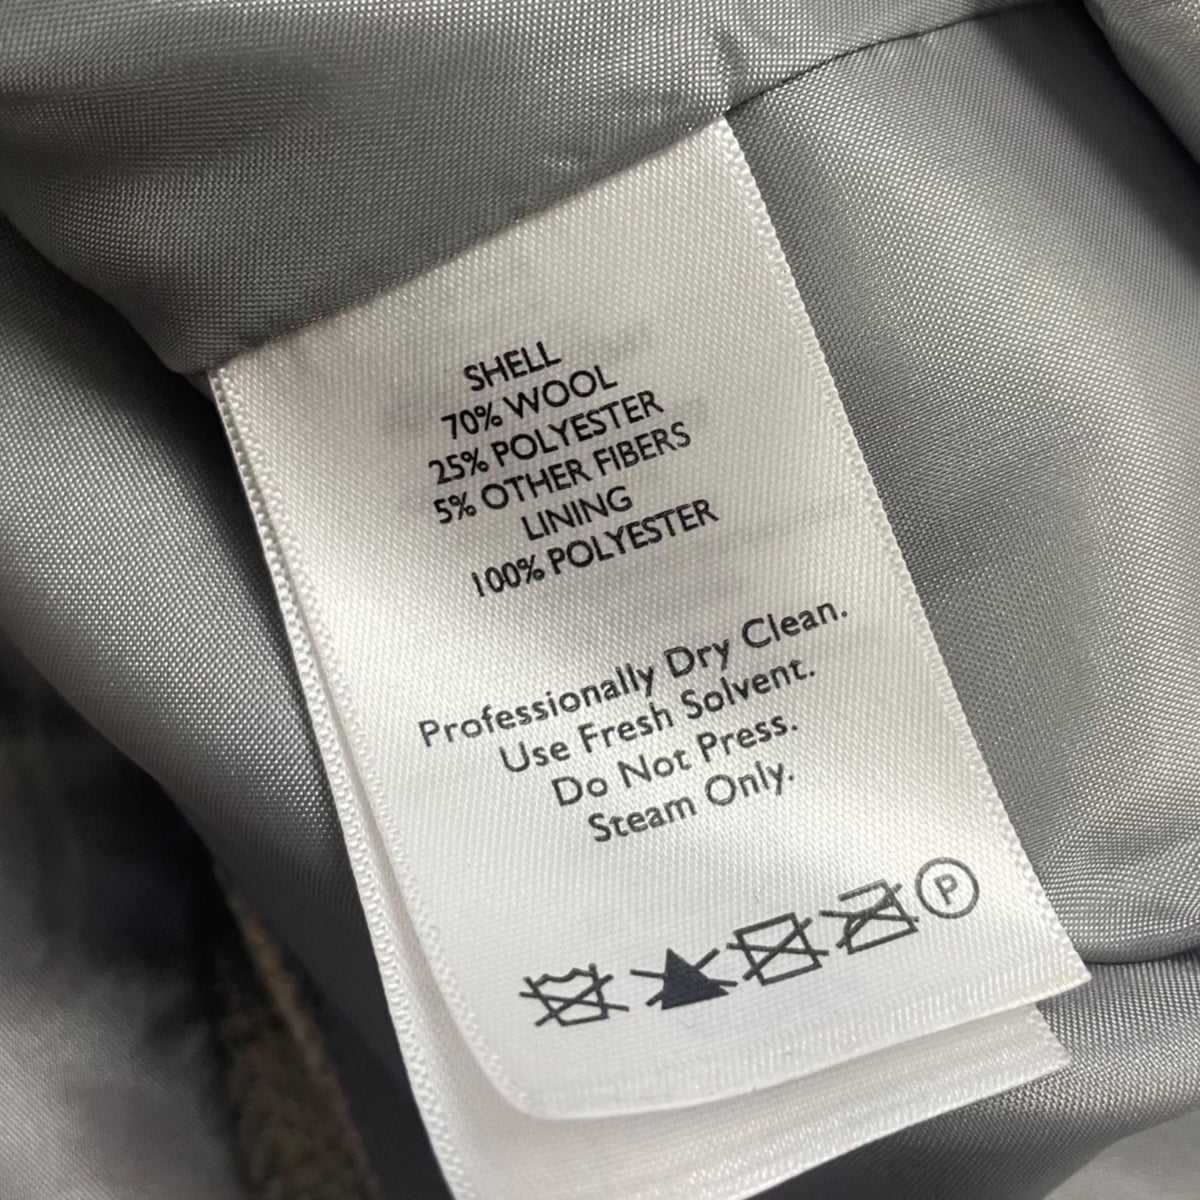 SHELL
70% WOOL
25% POLYESTER
5% OTHER FIBERS
LINING
100% POLYESTER
Professionally Dry Clean.
Use Fresh Solvent.
Do Not Press.
Steam Only.
P